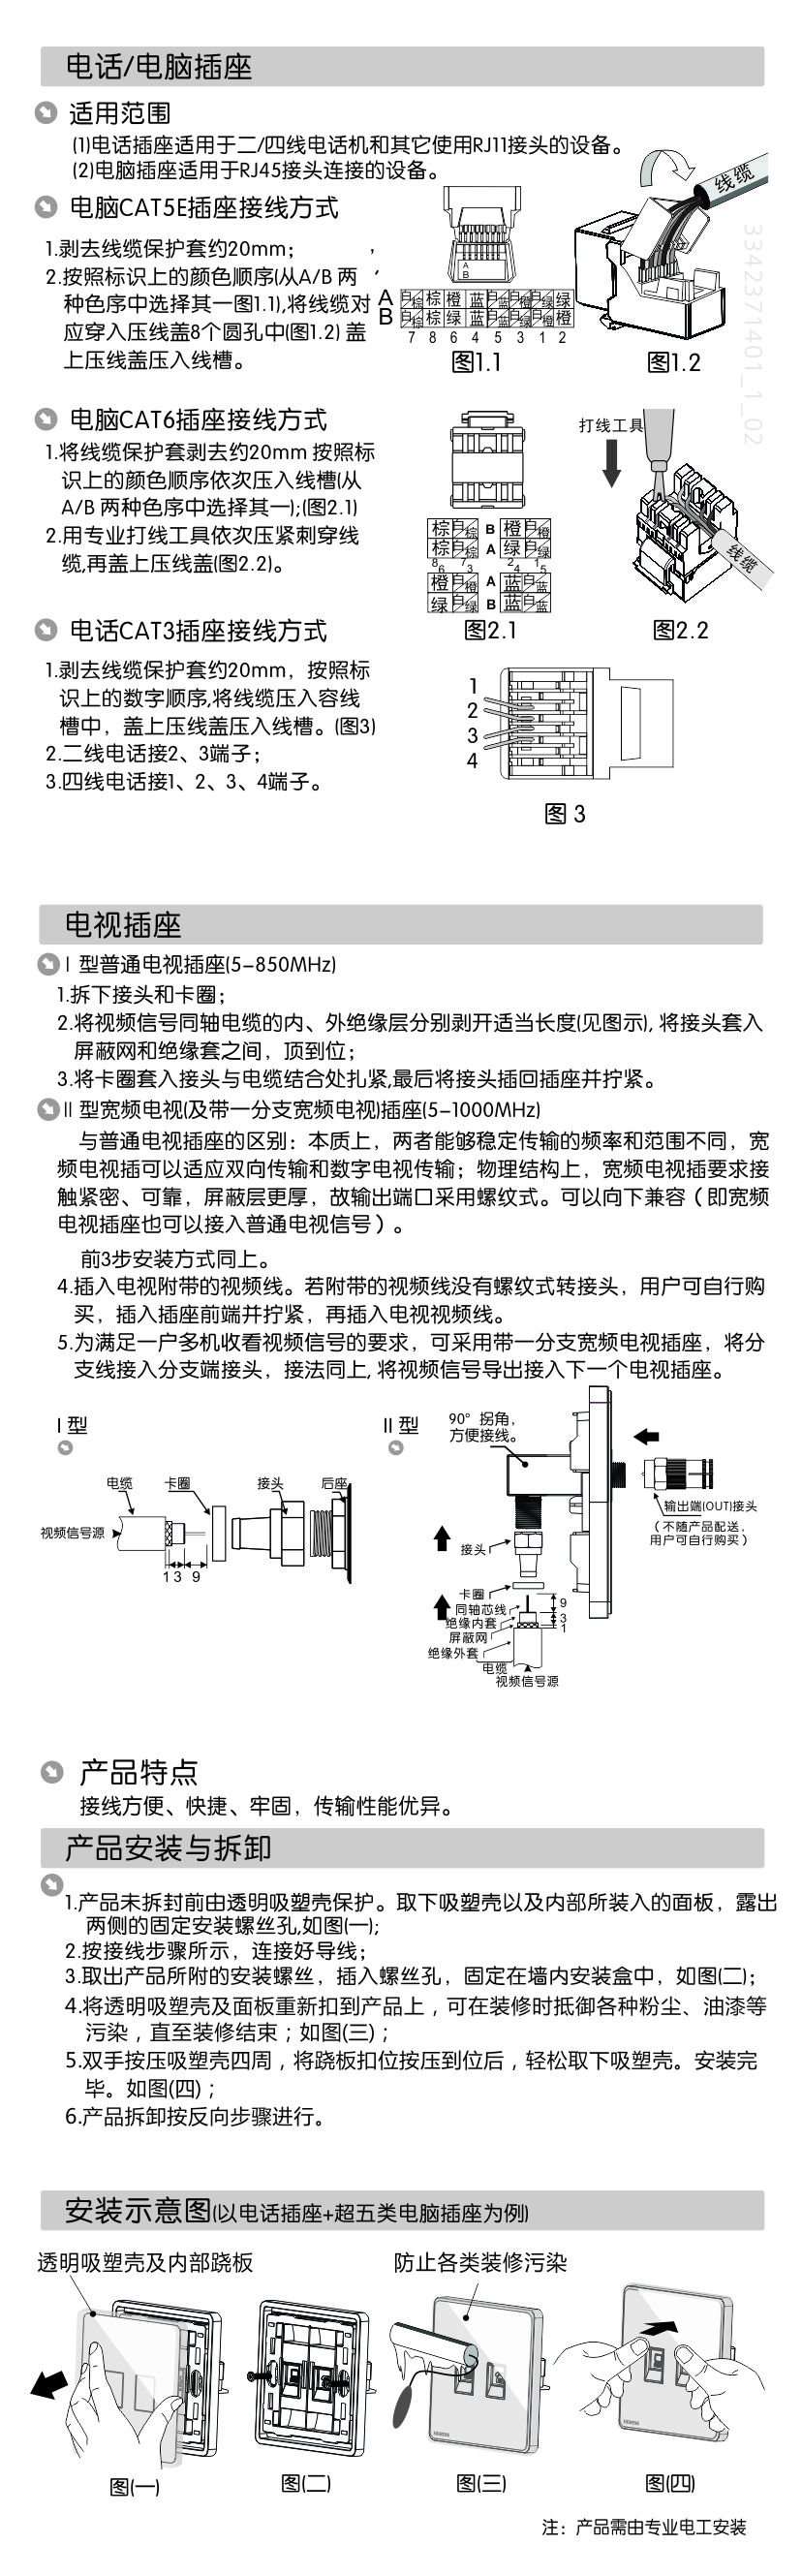 电话/电脑插座
适用范围
(1)电话插座适用于二/四线电话机和其它使用RJ11接头的设备。
(2)电脑插座适用于RJ45接头连接的设备。
电脑CAT5E插座接线方式
1.剥去线缆保护套约20mm；
2.按照标识上的颜色顺序(从A/B 两
种色序中选择其一图1.1),将线缆对
应穿入压线盖8个圆孔中(图1.2) 盖
上压线盖压入线槽。
A
B
A 白棕 棕 橙 蓝 白蓝 白橙 白绿 绿
B 白棕 棕 绿 蓝 白蓝 白绿 白橙 橙
7 8 6 4 5 3 1 2
图1.1
线缆
图1.2
3342371401_1_02
电脑CAT6插座接线方式
1.将线缆保护套剥去约20mm 按照标
识上的颜色顺序依次压入线槽(从
A/B 两种色序中选择其一);(图2.1)
2.用专业打线工具依次压紧刺穿线
缆,再盖上压线盖(图2.2)。
棕 白棕 B 橙 白橙
棕 白棕 A 绿 白绿
8 7 2 1
6 3 4 5
橙 白橙 A 蓝 白蓝
绿 白绿 B 蓝 白蓝
图2.1
打线工具
线缆
图2.2
电话CAT3插座接线方式
1.剥去线缆保护套约20mm，按照标
识上的数字顺序,将线缆压入容线
槽中，盖上压线盖压入线槽。(图3)
2.二线电话接2、3端子；
3.四线电话接1、2、3、4端子。
1
2
3
4
图 3
电视插座
I 型普通电视插座(5-850MHz)
1.拆下接头和卡圈；
2.将视频信号同轴电缆的内、外绝缘层分别剥开适当长度(见图示), 将接头套入
屏蔽网和绝缘套之间，顶到位；
3.将卡圈套入接头与电缆结合处扎紧,最后将接头插回插座并拧紧。
II 型宽频电视(及带一分支宽频电视)插座(5-1000MHz)
与普通电视插座的区别：本质上，两者能够稳定传输的频率和范围不同，宽
频电视插可以适应双向传输和数字电视传输；物理结构上，宽频电视插要求接
触紧密、可靠，屏蔽层更厚，故输出端口采用螺纹式。可以向下兼容（即宽频
电视插座也可以接入普通电视信号）。
前3步安装方式同上。
4.插入电视附带的视频线。若附带的视频线没有螺纹式转接头，用户可自行购
买，插入插座前端并拧紧，再插入电视视频线。
5.为满足一户多机收看视频信号的要求，可采用带一分支宽频电视插座，将分
支线接入分支端接头，接法同上, 将视频信号导出接入下一个电视插座。
I 型
电缆
卡圈
接头
后座
视频信号源
1 3 9
II 型
90° 拐角，
方便接线。
输出端(OUT)接头
（不随产品配送，
用户可自行购买）
接头
卡圈
同轴芯线
绝缘内套
屏蔽网
绝缘外套
9
3
1
电缆
视频信号源
产品特点
接线方便、快捷、牢固，传输性能优异。
产品安装与拆卸
1.产品未拆封前由透明吸塑壳保护。取下吸塑壳以及内部所装入的面板，露出
两侧的固定安装螺丝孔,如图(一);
2.按接线步骤所示，连接好导线；
3.取出产品所附的安装螺丝，插入螺丝孔，固定在墙内安装盒中，如图(二)；
4.将透明吸塑壳及面板重新扣到产品上，可在装修时抵御各种粉尘、油漆等
污染，直至装修结束；如图(三)；
5.双手按压吸塑壳四周，将跷板扣位按压到位后，轻松取下吸塑壳。安装完
毕。如图(四)；
6.产品拆卸按反向步骤进行。
安装示意图(以电话插座+超五类电脑插座为例)
透明吸塑壳及内部跷板
防止各类装修污染
图(一)
图(二)
SIEMENS
图(三)
SIEMENS
图(四)
注：产品需由专业电工安装